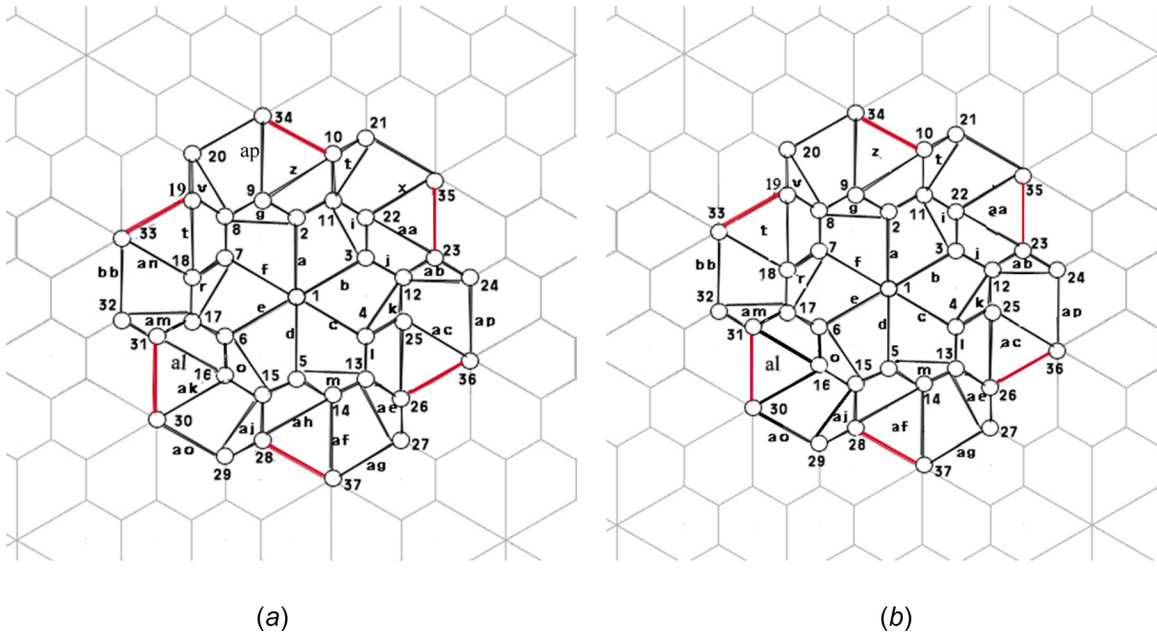 34
10
21
20
ap
z
t
19
v
9
x
35
g
22
11
i
8
2
aa
33
t
23
a
3
bb
an
18
7
j
ab
f
b
12
24
r
1
32
e
4
k
am
17
c
25
ac
ap
31
6
d
l
al
o
5
13
36
16
15
m
ak
ae
26
30
14
aj
ah
af
27
ao
28
ag
29
37
(a)
34
10
21
20
z
t
19
v
9
35
g
11
22
i
aa
33
8
2
t
23
a
3
bb
18
7
j
ab
f
b
12
24
r
1
32
e
4
k
25
am
17
c
ap
31
6
d
l
ac
al
o
5
13
36
16
15
m
ae
26
30
14
aj
af
27
ao
28
ag
29
37
(b)